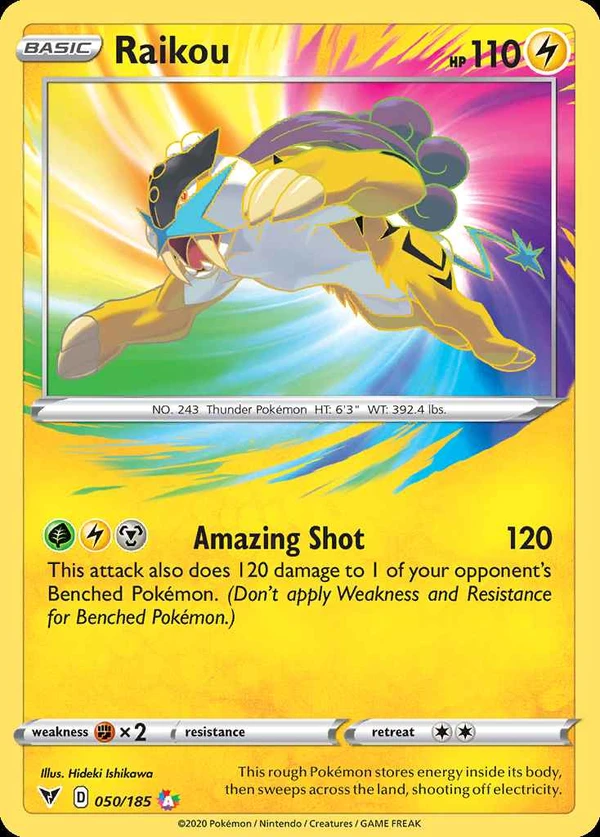 BASIC Raikou HP 110
NO. 243 Thunder Pokémon HT: 6'3" WT: 392.4 lbs.
Amazing Shot 120
This attack also does 120 damage to 1 of your opponent's
Benched Pokémon. (Don't apply Weakness and Resistance
for Benched Pokémon.)
weakness ×2 resistance retreat
Illus. Hideki Ishikawa
This rough Pokémon stores energy inside its body,
then sweeps across the land, shooting off electricity.
D 050/185 A
©2020 Pokémon / Nintendo / Creatures / GAME FREAK